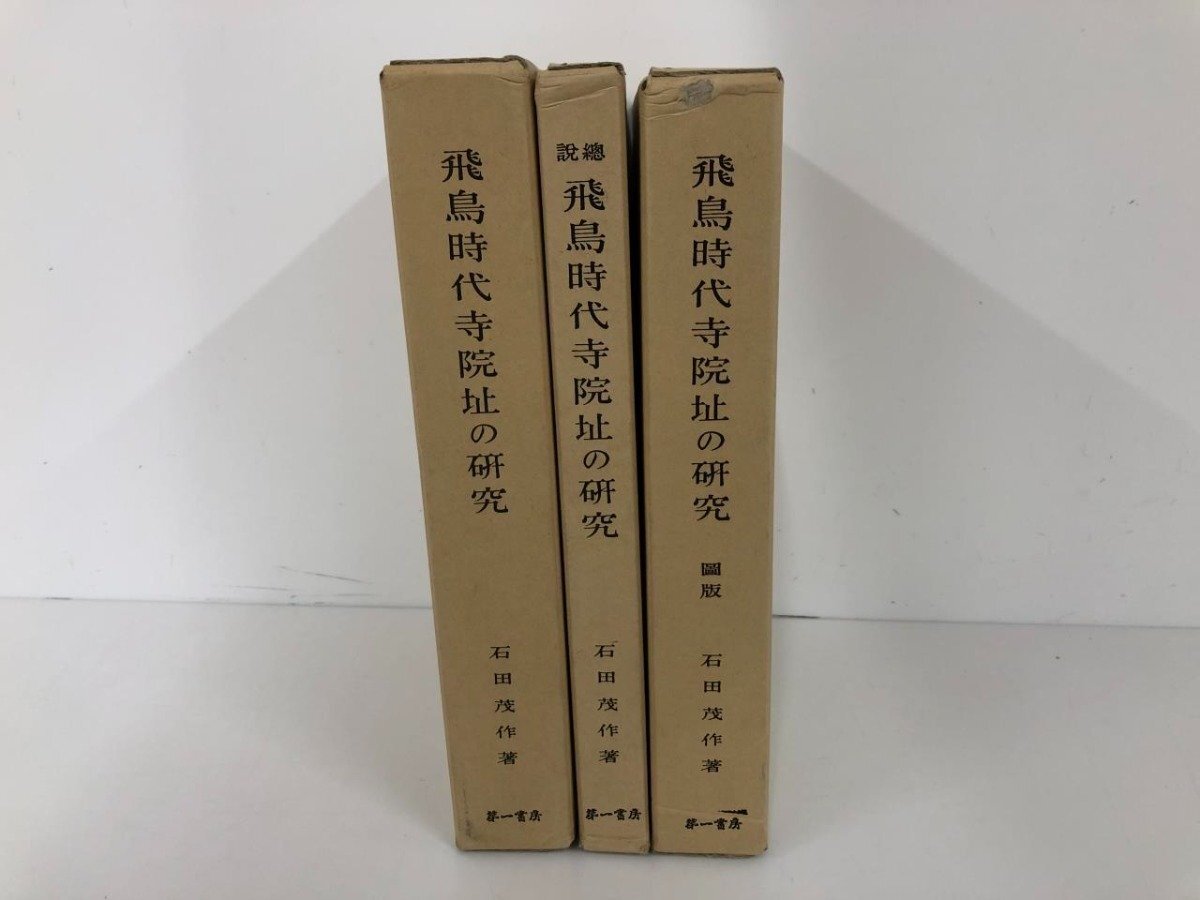 飛鳥時代寺院址の研究
石田茂作著
第一書房
總說
飛鳥時代寺院址の研究
石田茂作著
第一書房
飛鳥時代寺院址の研究
圖版
石田茂作著
第一書房